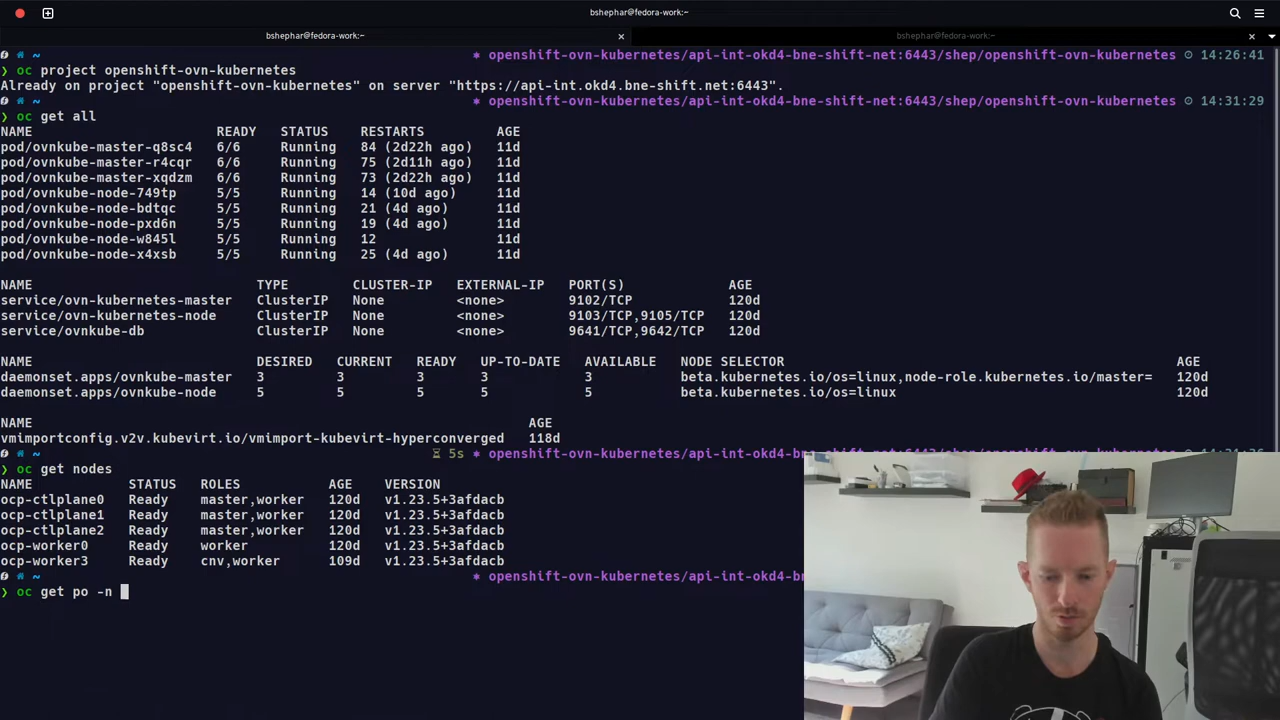 bshephar@fedora-work:~
bshephar@fedora-work:~
bshephar@fedora-work:~
~ openshift-ovn-kubernetes/api-int-okd4-bne-shift-net:6443/shep/openshift-ovn-kubernetes 14:26:41
❯ oc project openshift-ovn-kubernetes
Already on project "openshift-ovn-kubernetes" on server "https://api-int.okd4.bne-shift.net:6443".
~ openshift-ovn-kubernetes/api-int-okd4-bne-shift-net:6443/shep/openshift-ovn-kubernetes 14:31:29
❯ oc get all
NAME READY STATUS RESTARTS AGE
pod/ovnkube-master-q8sc4 6/6 Running 84 (2d22h ago) 11d
pod/ovnkube-master-r4cqr 6/6 Running 75 (2d11h ago) 11d
pod/ovnkube-master-xqdzm 6/6 Running 73 (2d22h ago) 11d
pod/ovnkube-node-749tp 5/5 Running 14 (10d ago) 11d
pod/ovnkube-node-bdtqc 5/5 Running 21 (4d ago) 11d
pod/ovnkube-node-pxd6n 5/5 Running 19 (4d ago) 11d
pod/ovnkube-node-w845l 5/5 Running 12 11d
pod/ovnkube-node-x4xsb 5/5 Running 25 (4d ago) 11d
NAME TYPE CLUSTER-IP EXTERNAL-IP PORT(S) AGE
service/ovn-kubernetes-master ClusterIP None <none> 9102/TCP 120d
service/ovn-kubernetes-node ClusterIP None <none> 9103/TCP,9105/TCP 120d
service/ovnkube-db ClusterIP None <none> 9641/TCP,9642/TCP 120d
NAME DESIRED CURRENT READY UP-TO-DATE AVAILABLE NODE SELECTOR AGE
daemonset.apps/ovnkube-master 3 3 3 3 3 beta.kubernetes.io/os=linux,node-role.kubernetes.io/master= 120d
daemonset.apps/ovnkube-node 5 5 5 5 5 beta.kubernetes.io/os=linux 120d
NAME AGE
vmimportconfig.v2v.kubevirt.io/vmimport-kubevirt-hyperconverged 118d
~ 5s openshift-ovn-kubernetes/api-int-okd4-bne-shift-net:6443/shep/openshift-ovn-kubernetes
❯ oc get nodes
NAME STATUS ROLES AGE VERSION
ocp-ctlplane0 Ready master,worker 120d v1.23.5+3afdacb
ocp-ctlplane1 Ready master,worker 120d v1.23.5+3afdacb
ocp-ctlplane2 Ready master,worker 120d v1.23.5+3afdacb
ocp-worker0 Ready worker 120d v1.23.5+3afdacb
ocp-worker3 Ready cnv,worker 109d v1.23.5+3afdacb
~ openshift-ovn-kubernetes/api-int-okd4-b
❯ oc get po -n